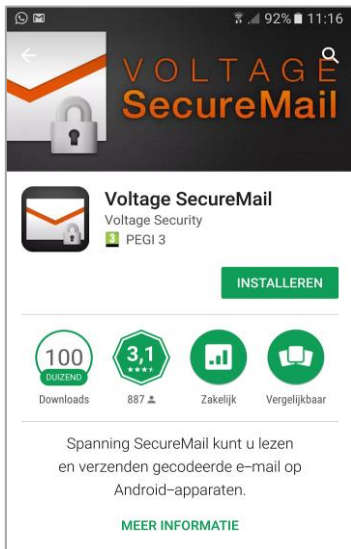 92% 11:16
VOLTAGE
SecureMail
Voltage SecureMail
Voltage Security
3 PEGI 3
INSTALLEREN
100
DUIZEND
3,1
Downloads
887
Zakelijk
Vergelijkbaar
Spanning SecureMail kunt u lezen
en verzenden gecodeerde e-mail op
Android-apparaten.
MEER INFORMATIE